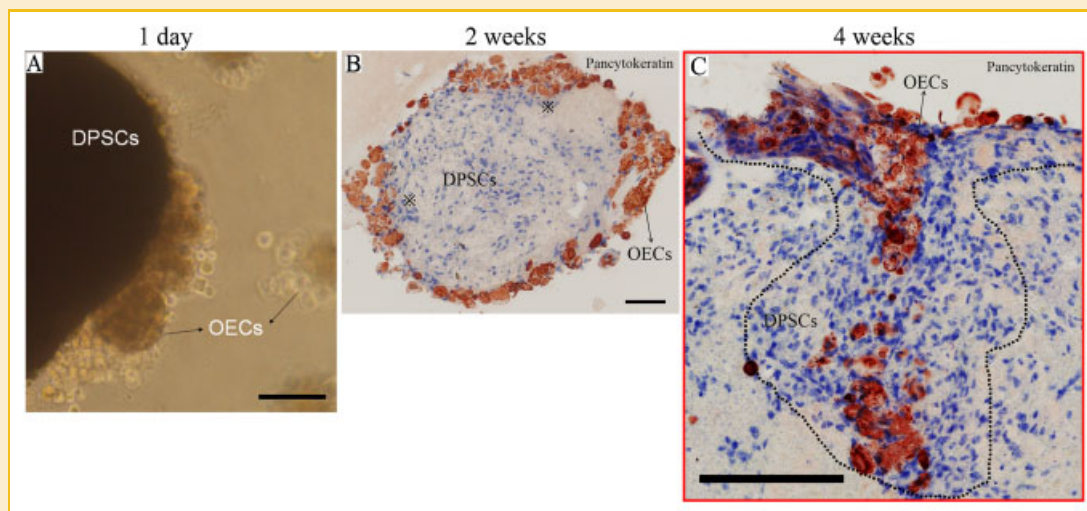 1 day
2 weeks
4 weeks
A
DPSCs
OECs
B
Pancytokeratin
※
DPSCs
※
OECs
C
Pancytokeratin
OECs
DPSCs